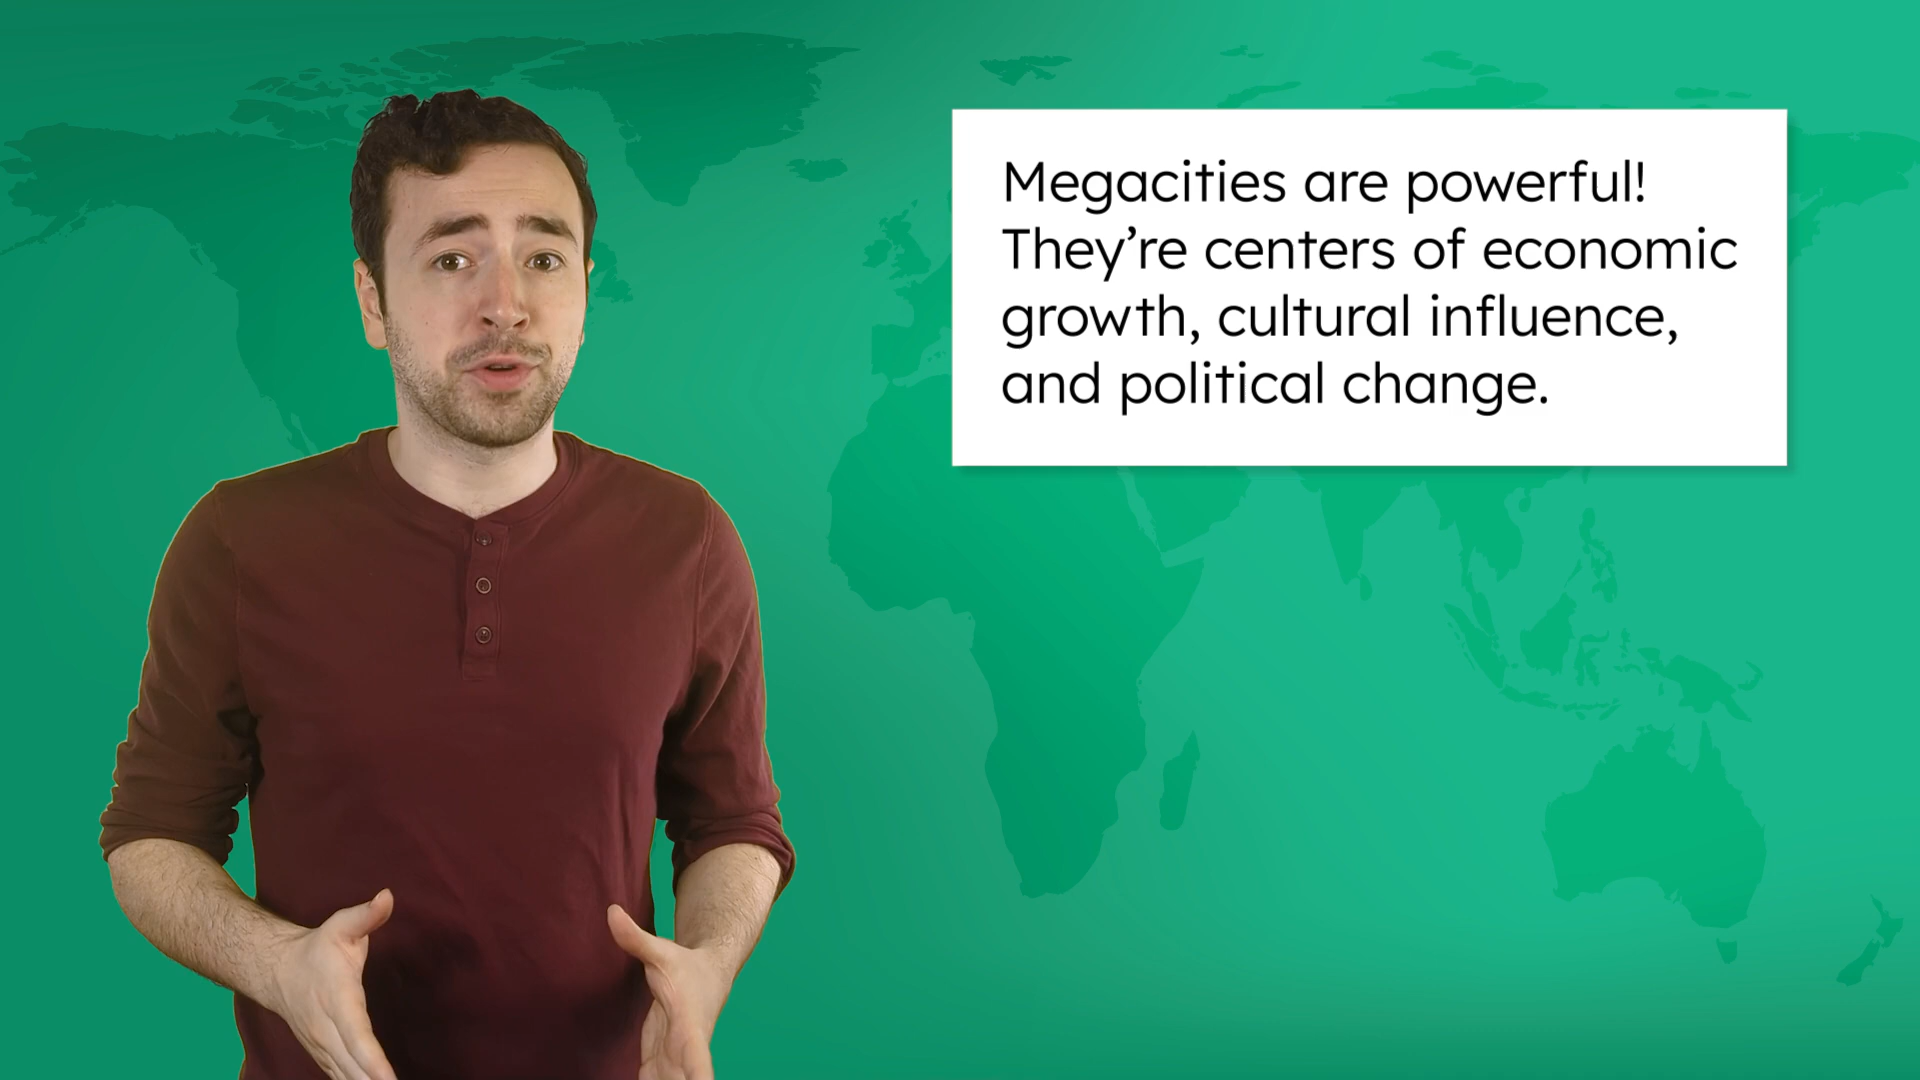 Megacities are powerful!
They’re centers of economic
growth, cultural influence,
and political change.